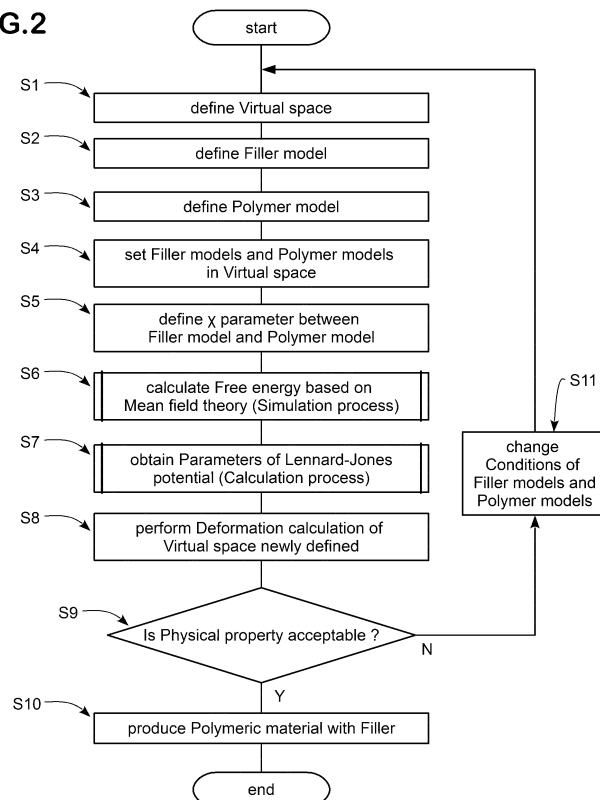 G.2
start
S1
define Virtual space
S2
define Filler model
S3
define Polymer model
S4
set Filler models and Polymer models
in Virtual space
S5
define χ parameter between
Filler model and Polymer model
S6
calculate Free energy based on
Mean field theory (Simulation process)
S7
obtain Parameters of Lennard-Jones
potential (Calculation process)
S8
perform Deformation calculation of
Virtual space newly defined
S9
Is Physical property acceptable ?
N
Y
S10
produce Polymeric material with Filler
end
S11
change
Conditions of
Filler models and
Polymer models